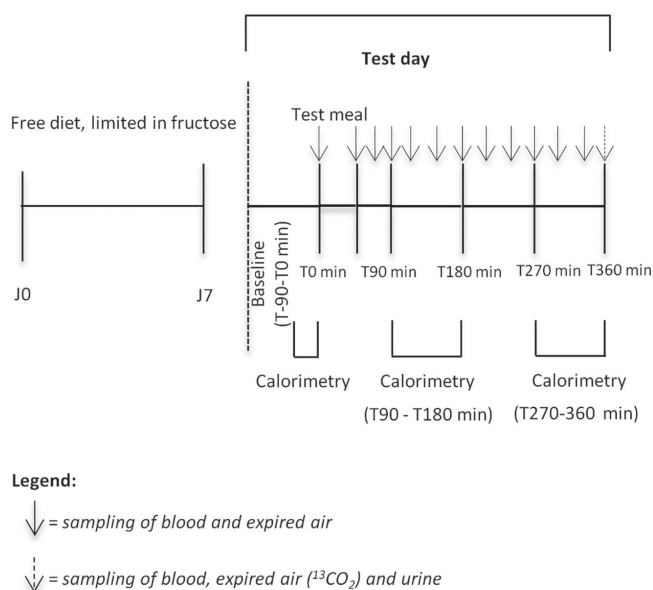 Test day
Free diet, limited in fructose
Test meal
J0
J7
Baseline
(T-90-T0 min)
T0 min
T90 min
T180 min
T270 min
T360 min
Calorimetry
Calorimetry
(T90 - T180 min)
Calorimetry
(T270-360 min)
Legend:
= sampling of blood and expired air
= sampling of blood, expired air (¹³CO₂) and urine